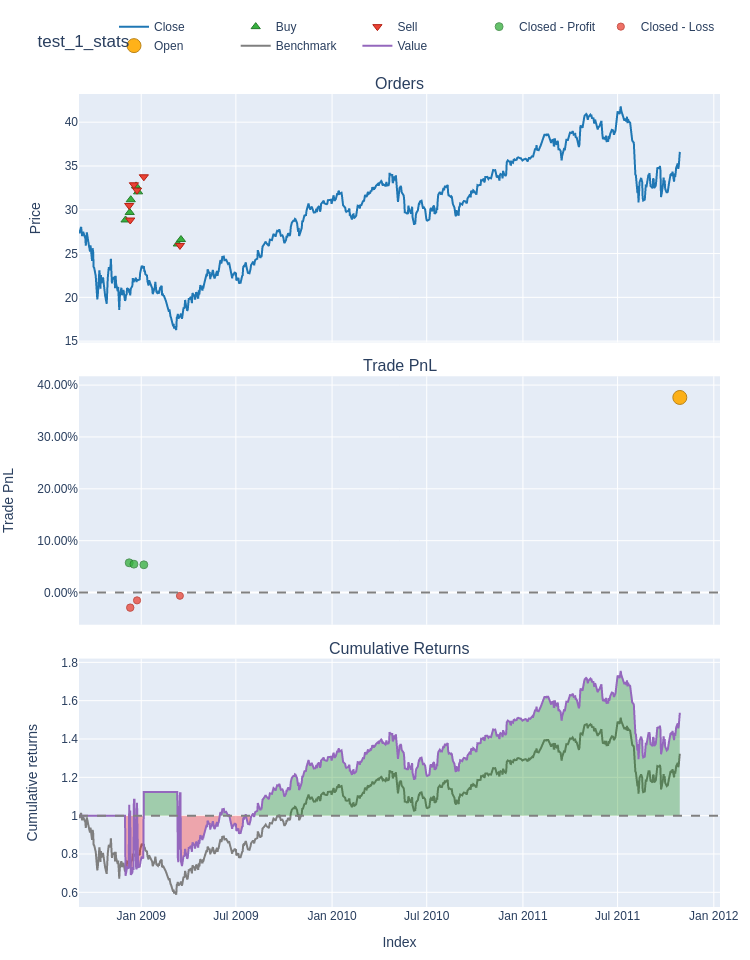 test_1_stats
Close Buy Sell Closed - Profit Closed - Loss
Open Benchmark Value
Orders
Price
40
35
30
25
20
15
Trade PnL
Trade PnL
40.00%
30.00%
20.00%
10.00%
0.00%
Cumulative Returns
Cumulative returns
1.8
1.6
1.4
1.2
1
0.8
0.6
Jan 2009 Jul 2009 Jan 2010 Jul 2010 Jan 2011 Jul 2011 Jan 2012
Index